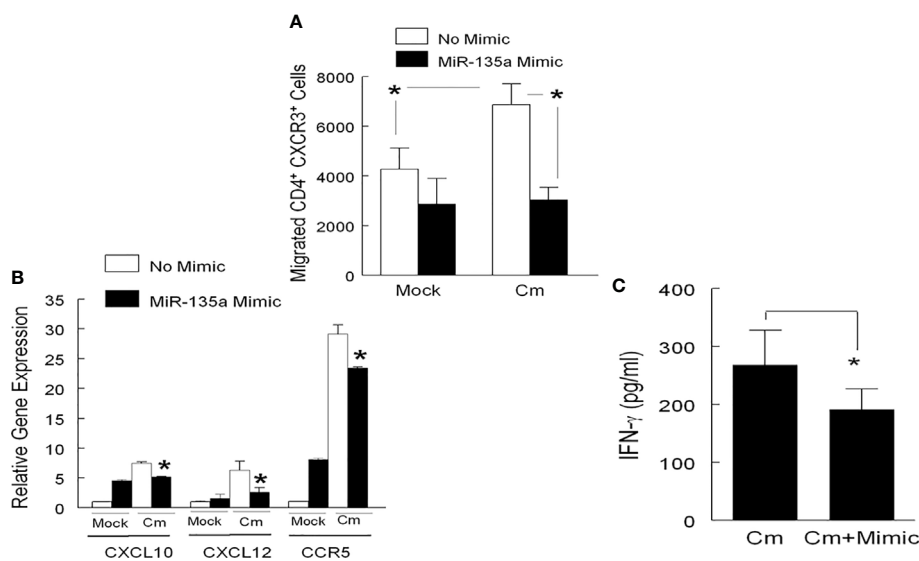 A
No Mimic
MiR-135a Mimic
Migrated CD4+ CXCR3+ Cells
8000
6000
4000
2000
0
*
*
Mock
Cm
B
No Mimic
MiR-135a Mimic
Relative Gene Expression
35
30
25
20
15
10
5
0
*
*
*
Mock Cm Mock Cm Mock Cm
CXCL10 CXCL12 CCR5
C
IFN-γ (pg/ml)
400
300
200
100
0
*
Cm Cm+Mimic